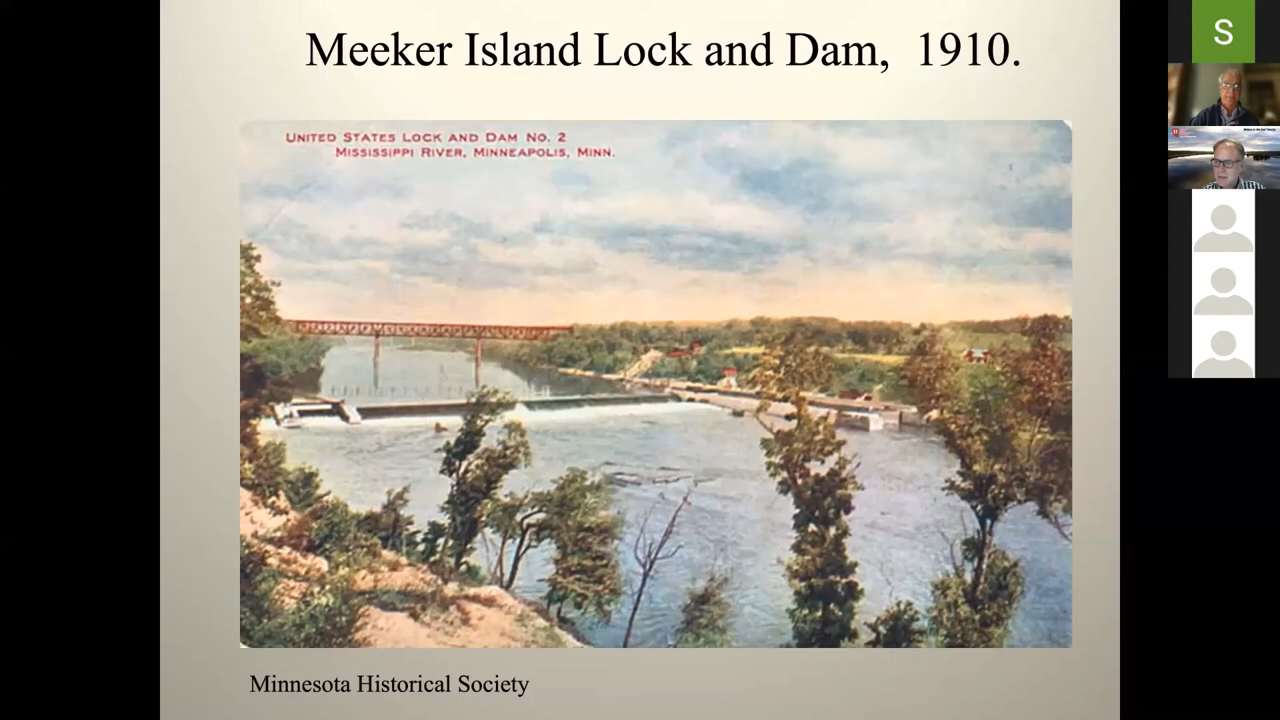 Meeker Island Lock and Dam, 1910.
UNITED STATES LOCK AND DAM NO. 2
MISSISSIPPI RIVER, MINNEAPOLIS, MINN.
Minnesota Historical Society
S